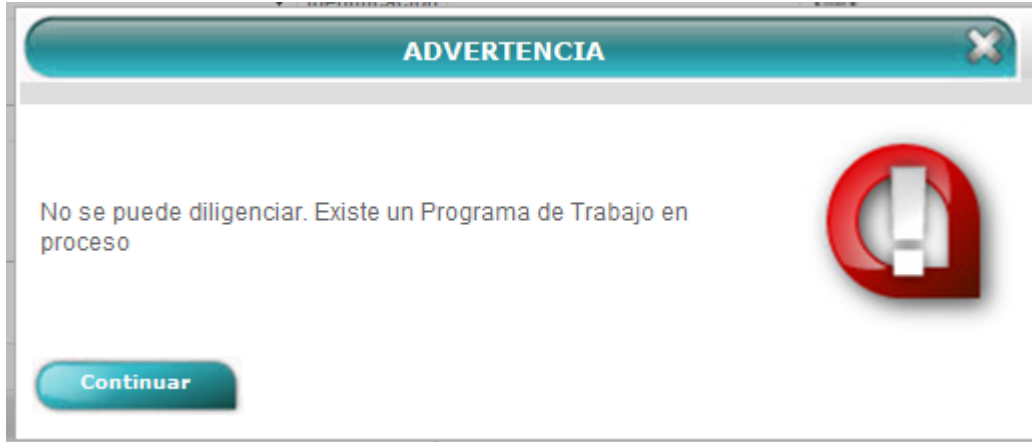 ADVERTENCIA
No se puede diligenciar. Existe un Programa de Trabajo en
proceso
Continuar